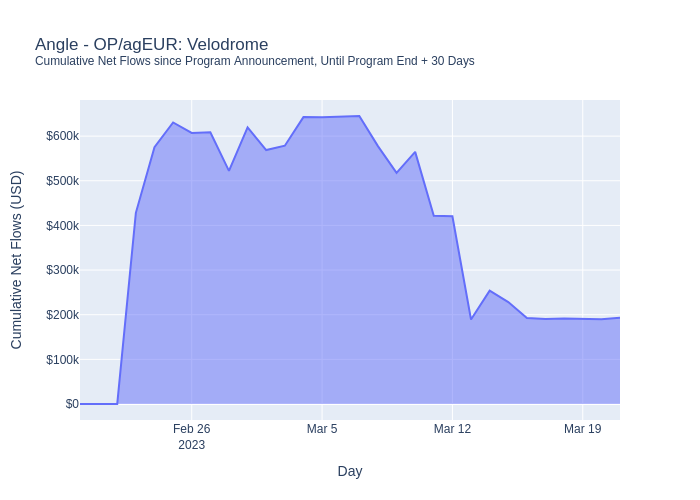 Angle - OP/agEUR: Velodrome
Cumulative Net Flows since Program Announcement, Until Program End + 30 Days
Cumulative Net Flows (USD)
$600k
$500k
$400k
$300k
$200k
$100k
$0
Feb 26
2023
Mar 5
Mar 12
Mar 19
Day